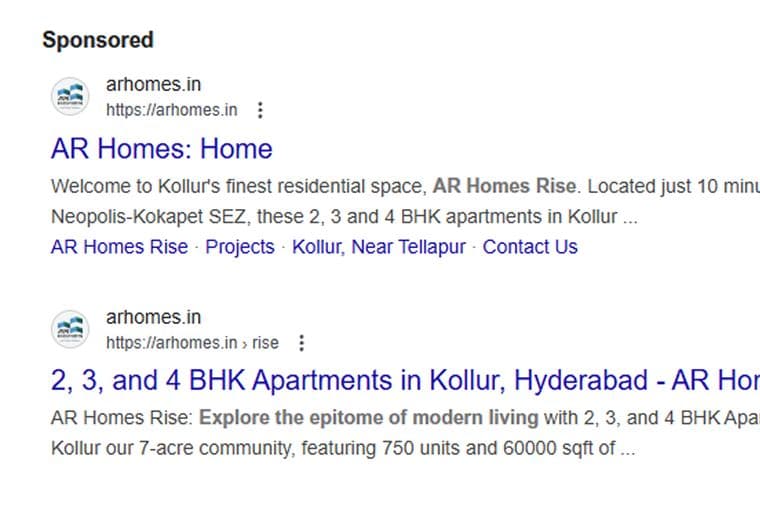 Sponsored
arhomes.in
https://arhomes.in
AR Homes: Home
Welcome to Kollur's finest residential space, AR Homes Rise. Located just 10 minu
Neopolis-Kokapet SEZ, these 2, 3 and 4 BHK apartments in Kollur ...
AR Homes Rise · Projects · Kollur, Near Tellapur · Contact Us
arhomes.in
https://arhomes.in › rise
2, 3, and 4 BHK Apartments in Kollur, Hyderabad - AR Hom
AR Homes Rise: Explore the epitome of modern living with 2, 3, and 4 BHK Apa
Kollur our 7-acre community, featuring 750 units and 60000 sqft of ...